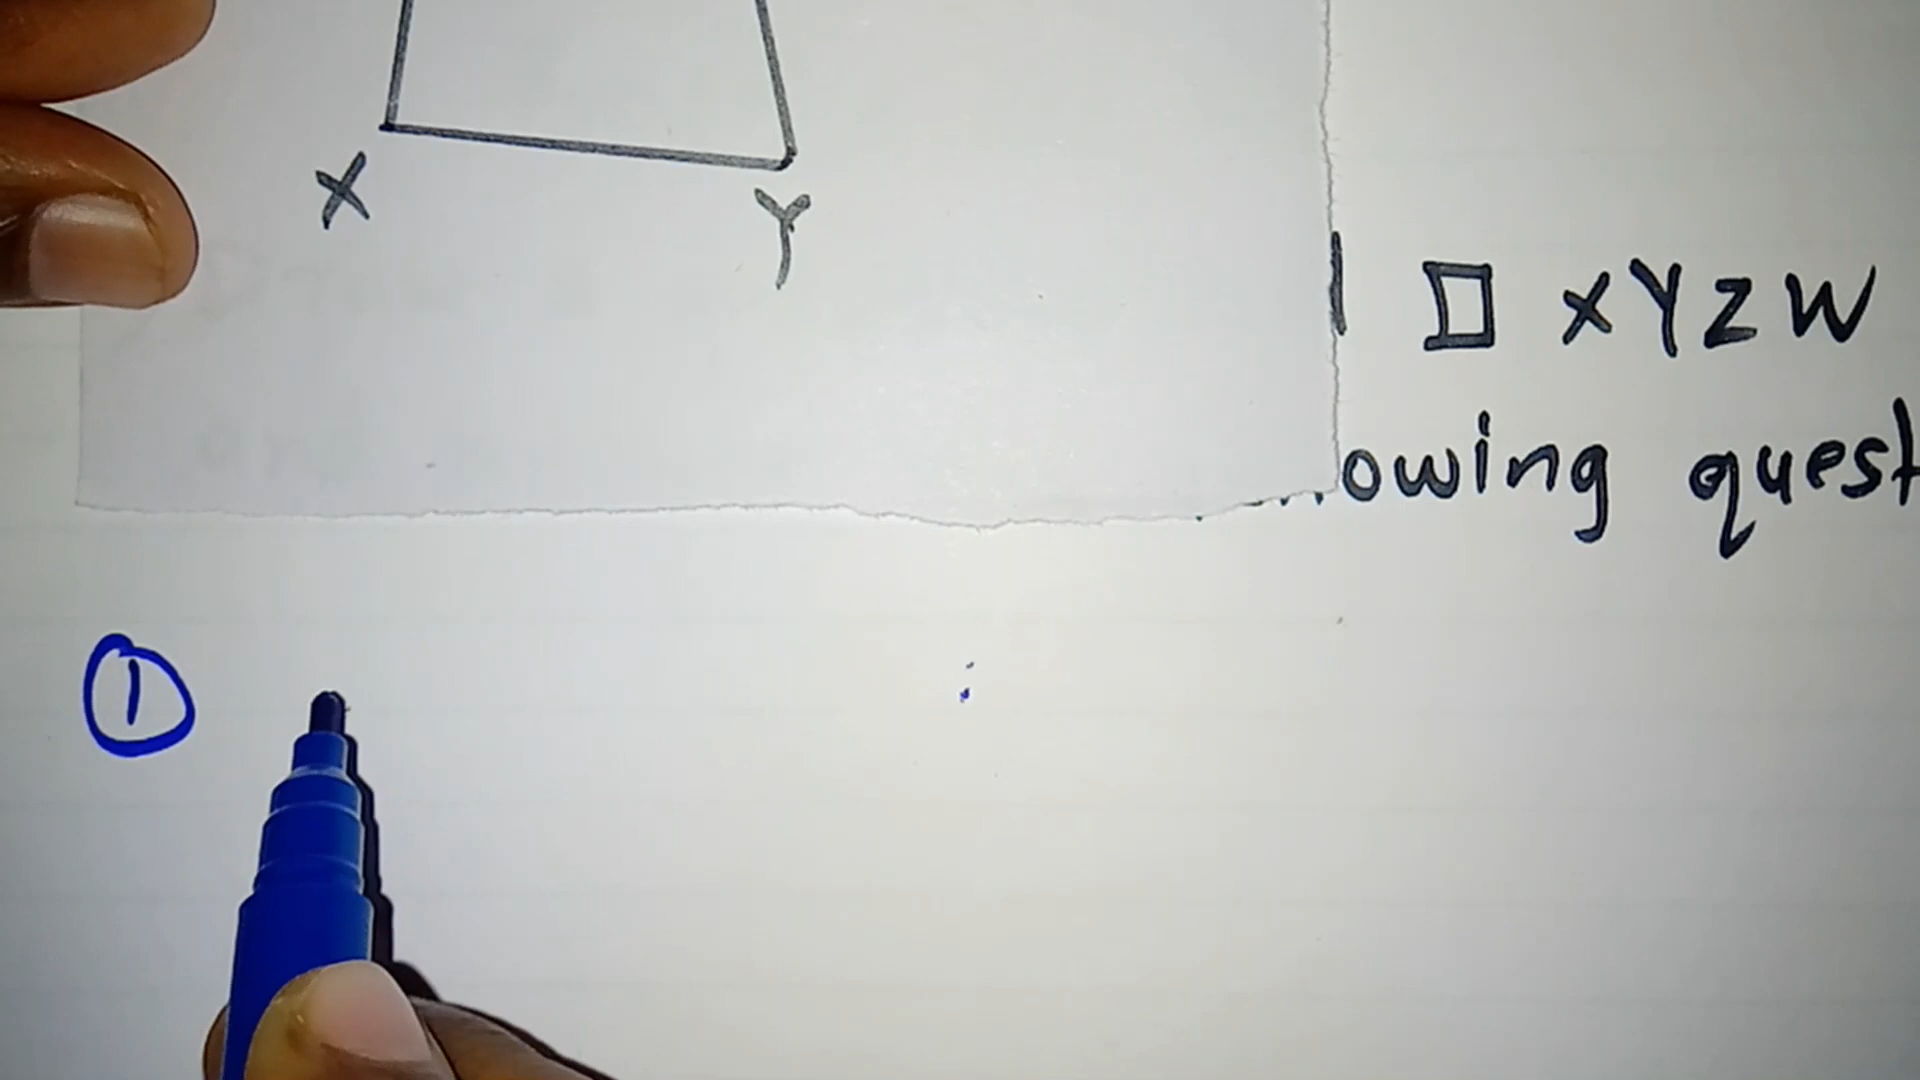 X
Y
□ XYZW
owing quest
①